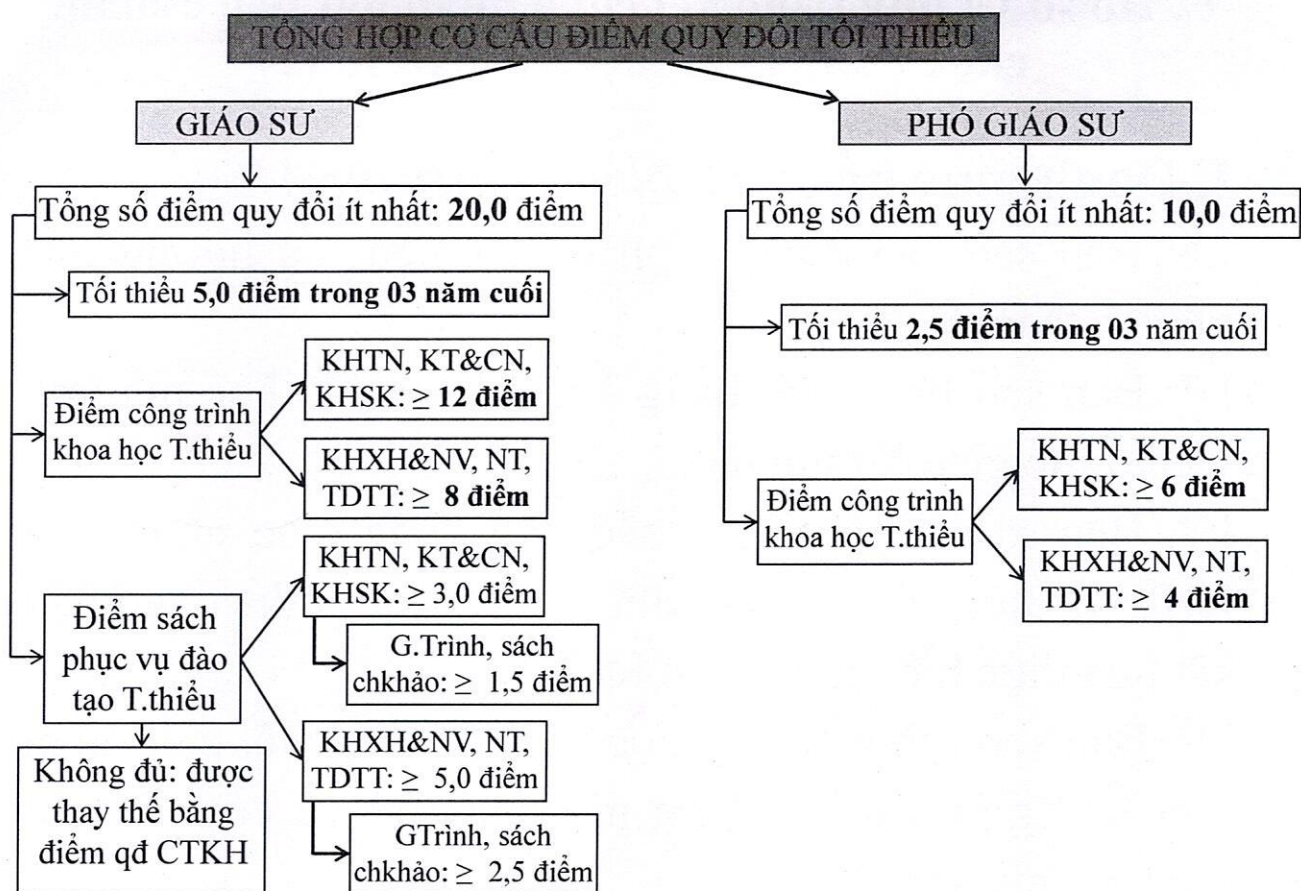 TỔNG HỢP CƠ CẤU ĐIỂM QUY ĐỔI TỐI THIỂU
GIÁO SƯ
Tổng số điểm quy đổi ít nhất: 20,0 điểm
Tối thiểu 5,0 điểm trong 03 năm cuối
Điểm công trình
khoa học T.thiểu
KHTN, KT&CN,
KHSK: ≥ 12 điểm
KHXH&NV, NT,
TDTT: ≥ 8 điểm
Điểm sách
phục vụ đào
tạo T.thiểu
KHTN, KT&CN,
KHSK: ≥ 3,0 điểm
G.Trình, sách
chkhảo: ≥ 1,5 điểm
KHXH&NV, NT,
TDTT: ≥ 5,0 điểm
GTrình, sách
chkhảo: ≥ 2,5 điểm
Không đủ: được
thay thế bằng
điểm qđ CTKH
PHÓ GIÁO SƯ
Tổng số điểm quy đổi ít nhất: 10,0 điểm
Tối thiểu 2,5 điểm trong 03 năm cuối
Điểm công trình
khoa học T.thiểu
KHTN, KT&CN,
KHSK: ≥ 6 điểm
KHXH&NV, NT,
TDTT: ≥ 4 điểm